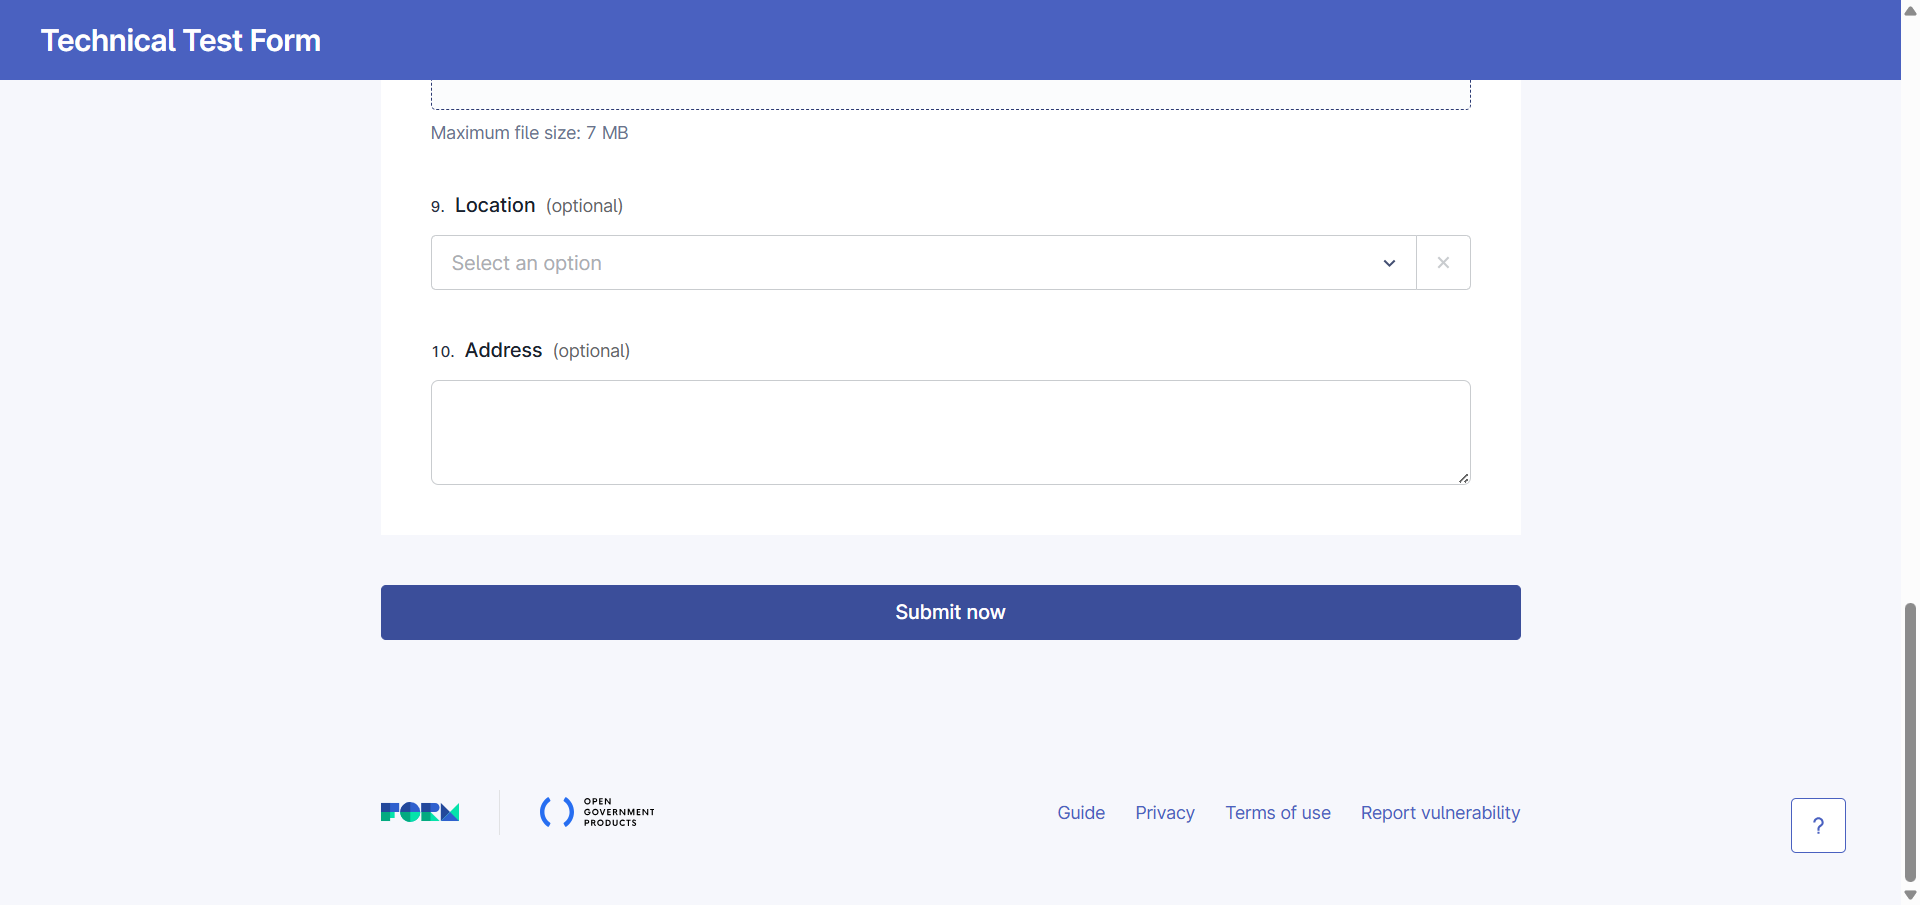 Technical Test Form
Maximum file size: 7 MB
9. Location (optional)
Select an option
10. Address (optional)
Submit now
FORM
OPEN
GOVERNMENT
PRODUCTS
Guide Privacy Terms of use Report vulnerability
?